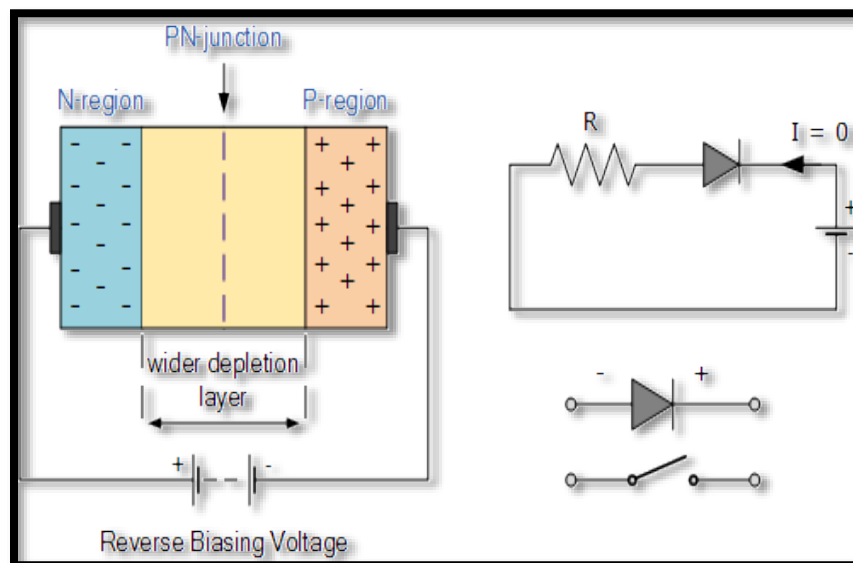 PN-junction
N-region
P-region
- - - - - - - - - - - - - -
+ + + + + + + + + + + + + +
wider depletion
layer
+ -
Reverse Biasing Voltage
R
I = 0
+
-
- +